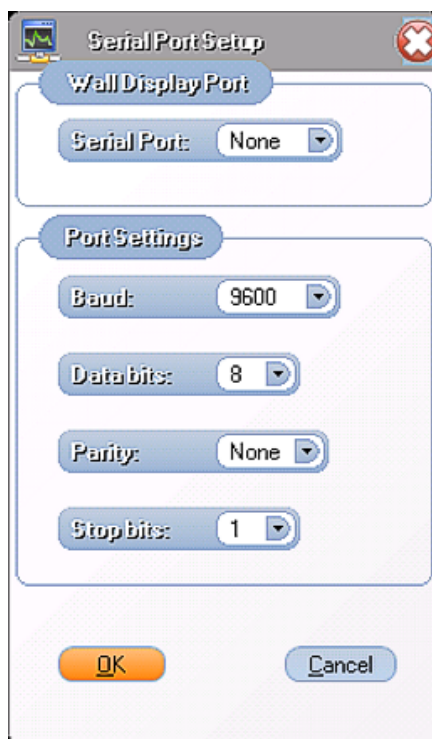 Serial Port Setup
Wall Display Port
Serial Port: None
Port Settings
Baud: 9600
Data bits: 8
Parity: None
Stop bits: 1
OK Cancel